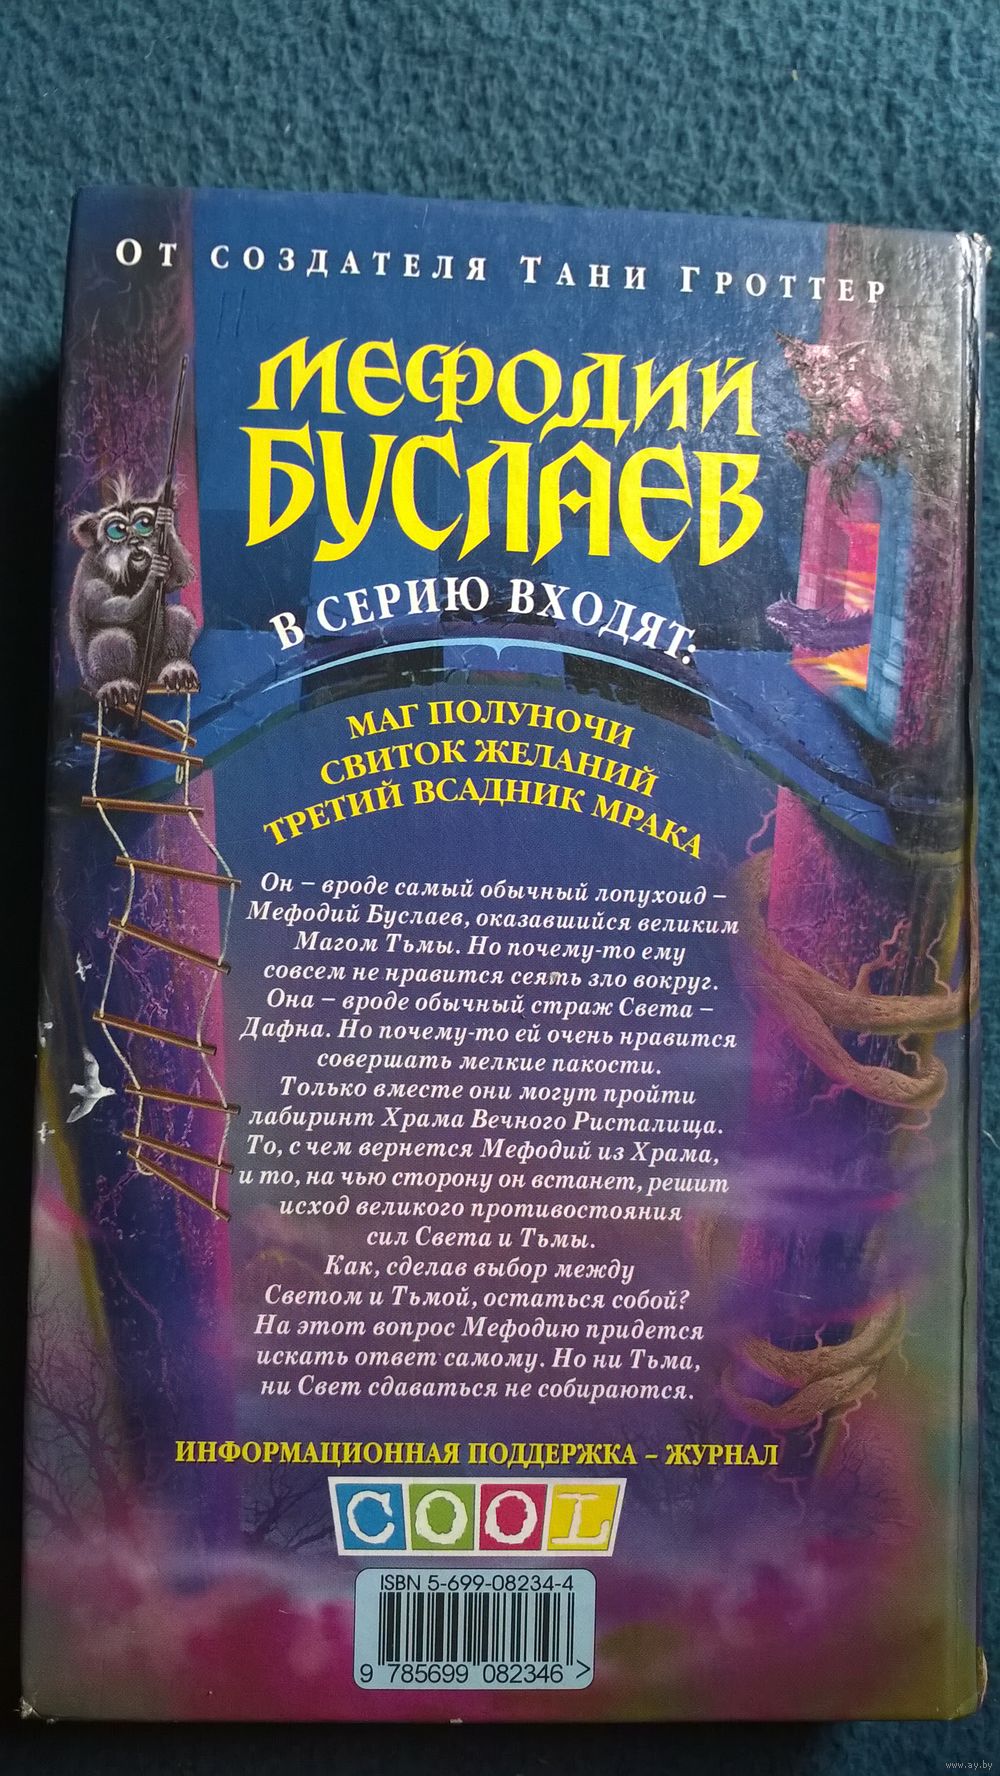 От создателя Тани Гроттер
МЕФОДИЙ
БУСЛАЕВ
В СЕРИЮ ВХОДЯТ:
МАГ ПОЛУНОЧИ
СВИТОК ЖЕЛАНИЙ
ТРЕТИЙ ВСАДНИК МРАКА
Он – вроде самый обычный лопухоид –
Мефодий Буслаев, оказавшийся великим
Магом Тьмы. Но почему-то ему
совсем не нравится сеять зло вокруг.
Она – вроде обычный страж Света –
Дафна. Но почему-то ей очень нравится
совершать мелкие пакости.
Только вместе они могут пройти
лабиринт Храма Вечного Ристалища.
То, с чем вернется Мефодий из Храма,
и то, на чью сторону он встанет, решит
исход великого противостояния
сил Света и Тьмы.
Как, сделав выбор между
Светом и Тьмой, остаться собой?
На этот вопрос Мефодию придется
искать ответ самому. Но ни Тьма,
ни Свет сдаваться не собираются.
ИНФОРМАЦИОННАЯ ПОДДЕРЖКА – ЖУРНАЛ
COOL
ISBN 5-699-08234-4
9 785699 082346 >
www.ay.by